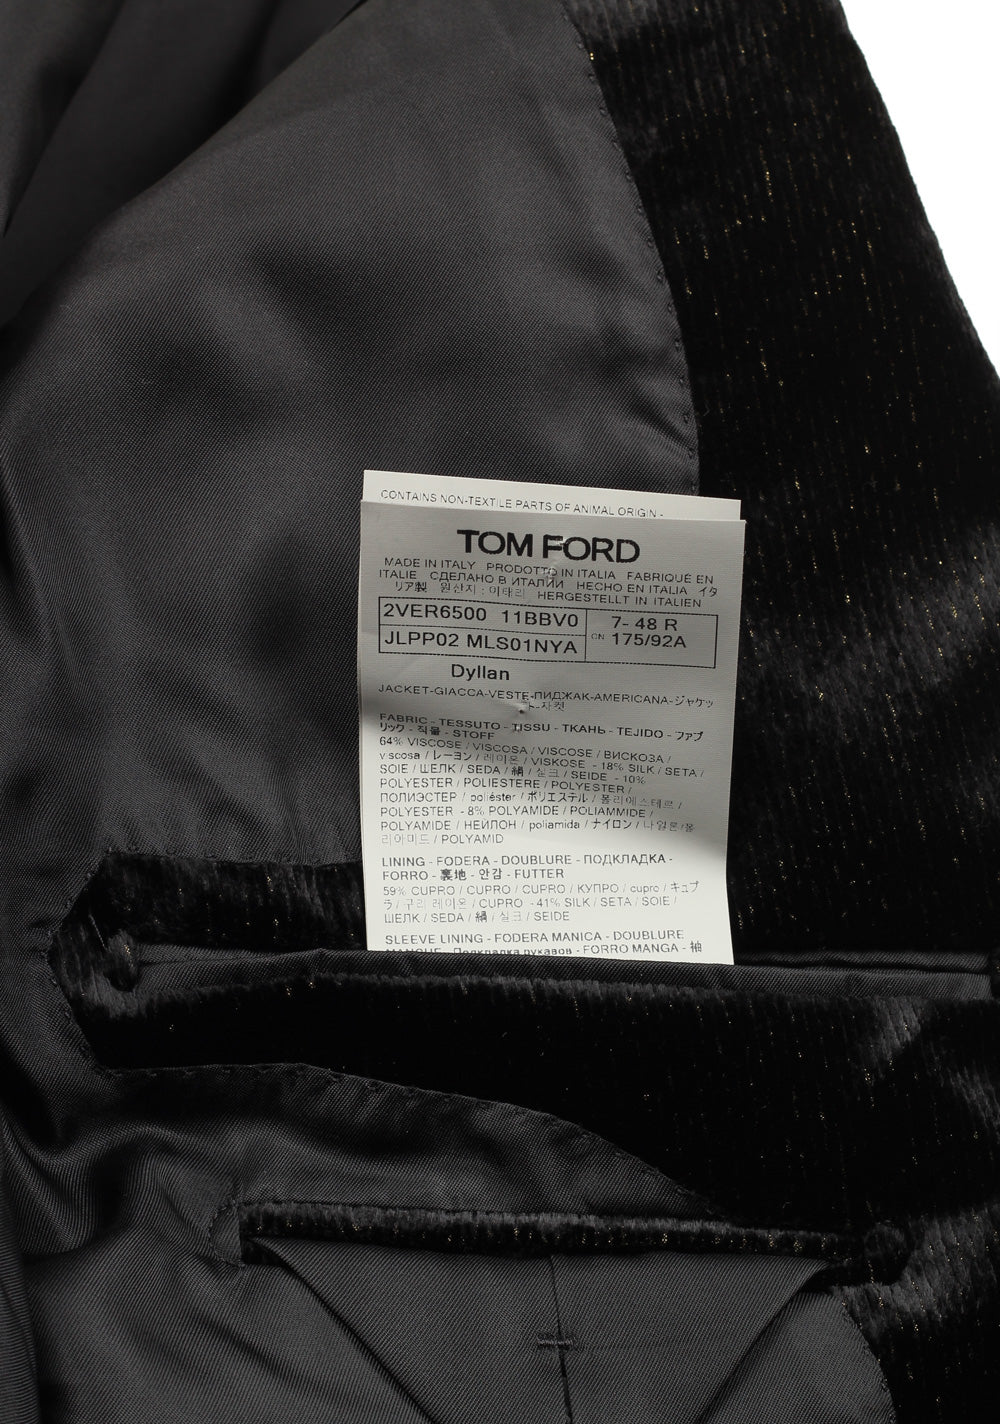 CONTAINS NON-TEXTILE PARTS OF ANIMAL ORIGIN -
TOM FORD
MADE IN ITALY PRODOTTO IN ITALIA FABRIQUÉ EN
ITALIE СДЕЛАНО В ИТАЛИИ HECHO EN ITALIA イタ
リア製 원산지 : 이태리 HERGESTELLT IN ITALIEN
2VER6500 11BBV0 7- 48 R
JLPP02 MLS01NYA CN 175/92A
Dyllan
JACKET-GIACCA-VESTE-ПИДЖАК-AMERICANA-ジャケッ
ト-자켓
FABRIC - TESSUTO - TISSU - ТКАНЬ - TEJIDO - ファブ
リック - 직물 - STOFF
64% VISCOSE / VISCOSA / VISCOSE / ВИСКОЗА /
viscosa / レーヨン / 레이온 / VISKOSE - 18% SILK / SETA /
SOIE / ШЕЛК / SEDA / 絹 / 실크 / SEIDE - 10%
POLYESTER / POLIESTERE / POLYESTER /
ПОЛИЭСТЕР / poliéster / ポリエステル / 폴리에스테르 /
POLYESTER - 8% POLYAMIDE / POLIAMMIDE /
POLYAMIDE / НЕЙЛОН / poliamida / ナイロン / 나일론/폴
리아미드 / POLYAMID
LINING - FODERA - DOUBLURE - ПОДКЛАДКА -
FORRO - 裏地 - 안감 - FUTTER
59% CUPRO / CUPRO / CUPRO / КУПРО / cupro / キュプ
ラ / 구리 레이온 / CUPRO - 41% SILK / SETA / SOIE /
ШЕЛК / SEDA / 絹 / 실크 / SEIDE
SLEEVE LINING - FODERA MANICA - DOUBLURE
MANCHE - Подкладка рукавов - FORRO MANGA - 袖